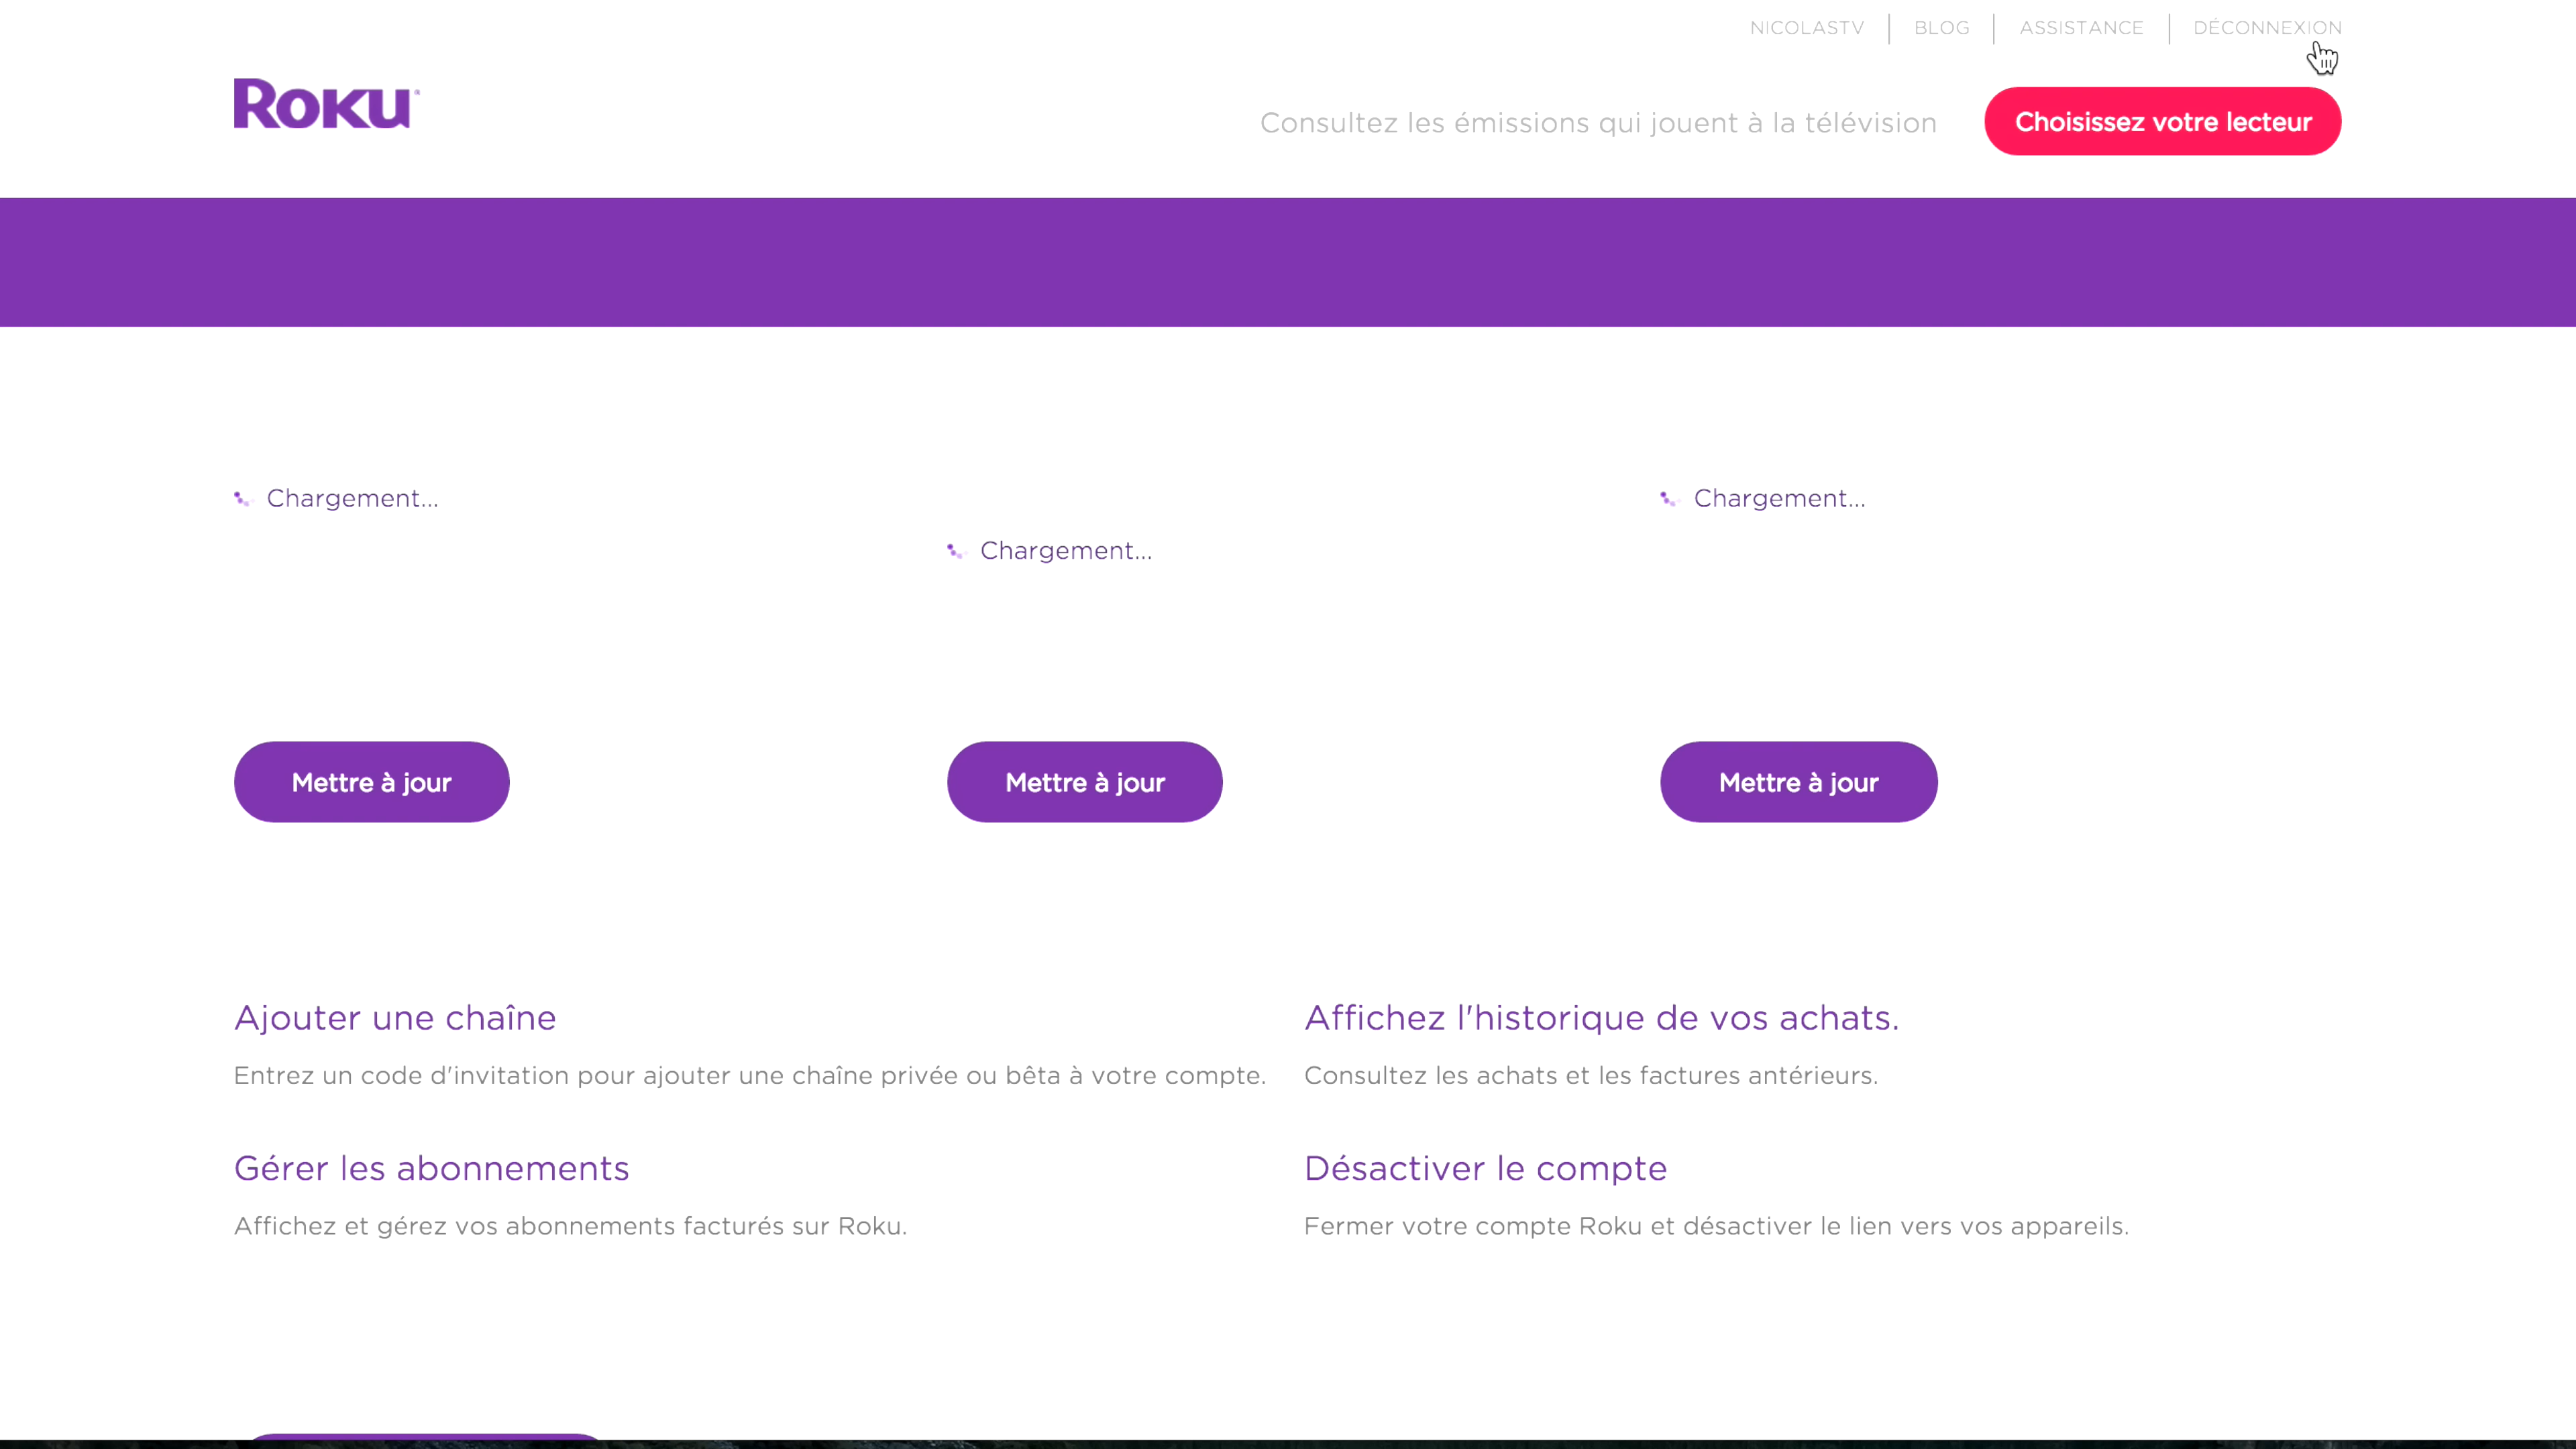 NICOLASTV
BLOG
ASSISTANCE
DÉCONNEXION
Roku
Consultez les émissions qui jouent à la télévision
Choisissez votre lecteur
Chargement...
Chargement...
Chargement...
Mettre à jour
Mettre à jour
Mettre à jour
Ajouter une chaîne
Entrez un code d'invitation pour ajouter une chaîne privée ou bêta à votre compte.
Affichez l'historique de vos achats.
Consultez les achats et les factures antérieurs.
Gérer les abonnements
Affichez et gérez vos abonnements facturés sur Roku.
Désactiver le compte
Fermer votre compte Roku et désactiver le lien vers vos appareils.